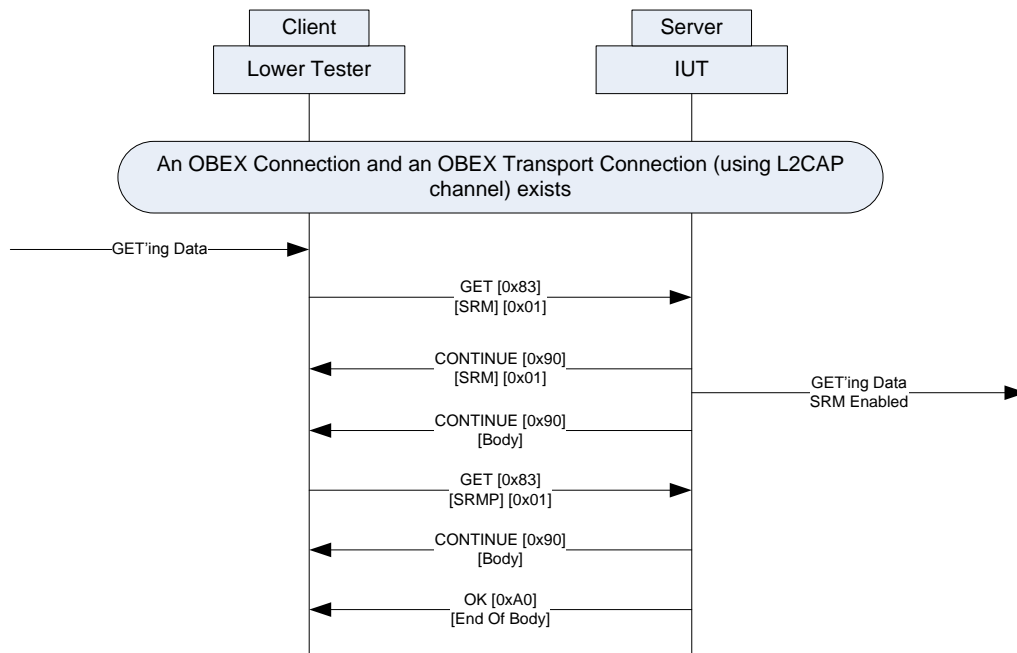 Client
Server
Lower Tester
IUT
An OBEX Connection and an OBEX Transport Connection (using L2CAP
channel) exists
GET'ing Data
GET [0x83]
[SRM] [0x01]
CONTINUE [0x90]
[SRM] [0x01]
GET'ing Data
SRM Enabled
CONTINUE [0x90]
[Body]
GET [0x83]
[SRMP] [0x01]
CONTINUE [0x90]
[Body]
OK [0xA0]
[End Of Body]